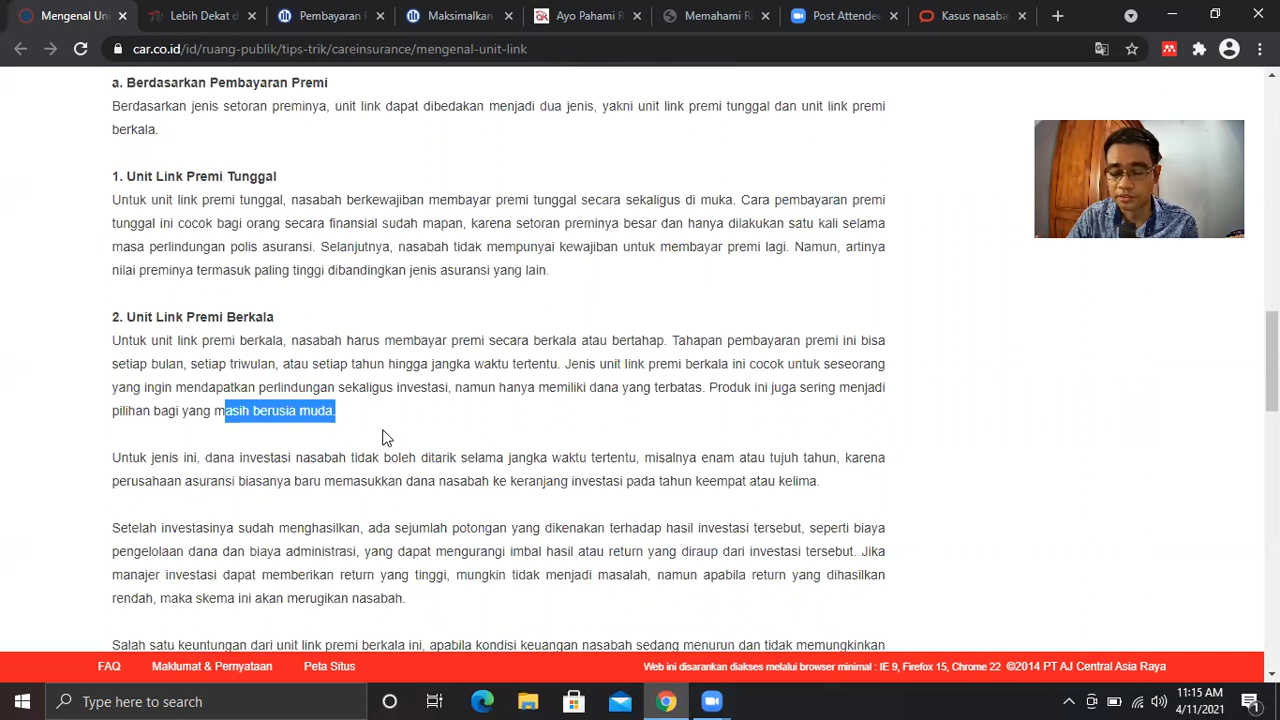 Mengenal Uni
Lebih Dekat d
Pembayaran P
Maksimalkan
Ayo Pahami R
Memahami Ri
Post Attendee
Kasus nasaba
car.co.id/id/ruang-publik/tips-trik/careinsurance/mengenal-unit-link
a. Berdasarkan Pembayaran Premi
Berdasarkan jenis setoran preminya, unit link dapat dibedakan menjadi dua jenis, yakni unit link premi tunggal dan unit link premi
berkala.
1. Unit Link Premi Tunggal
Untuk unit link premi tunggal, nasabah berkewajiban membayar premi tunggal secara sekaligus di muka. Cara pembayaran premi
tunggal ini cocok bagi orang secara finansial sudah mapan, karena setoran preminya besar dan hanya dilakukan satu kali selama
masa perlindungan polis asuransi. Selanjutnya, nasabah tidak mempunyai kewajiban untuk membayar premi lagi. Namun, artinya
nilai preminya termasuk paling tinggi dibandingkan jenis asuransi yang lain.
2. Unit Link Premi Berkala
Untuk unit link premi berkala, nasabah harus membayar premi secara berkala atau bertahap. Tahapan pembayaran premi ini bisa
setiap bulan, setiap triwulan, atau setiap tahun hingga jangka waktu tertentu. Jenis unit link premi berkala ini cocok untuk seseorang
yang ingin mendapatkan perlindungan sekaligus investasi, namun hanya memiliki dana yang terbatas. Produk ini juga sering menjadi
pilihan bagi yang masih berusia muda.
Untuk jenis ini, dana investasi nasabah tidak boleh ditarik selama jangka waktu tertentu, misalnya enam atau tujuh tahun, karena
perusahaan asuransi biasanya baru memasukkan dana nasabah ke keranjang investasi pada tahun keempat atau kelima.
Setelah investasinya sudah menghasilkan, ada sejumlah potongan yang dikenakan terhadap hasil investasi tersebut, seperti biaya
pengelolaan dana dan biaya administrasi, yang dapat mengurangi imbal hasil atau return yang diraup dari investasi tersebut. Jika
manajer investasi dapat memberikan return yang tinggi, mungkin tidak menjadi masalah, namun apabila return yang dihasilkan
rendah, maka skema ini akan merugikan nasabah.
Salah satu keuntungan dari unit link premi berkala ini, apabila kondisi keuangan nasabah sedang menurun dan tidak memungkinkan
FAQ Maklumat & Pernyataan Peta Situs Web ini disarankan diakses melalui browser minimal : IE 9, Firefox 15, Chrome 22 ©2014 PT AJ Central Asia Raya
Type here to search
11:15 AM
4/11/2021
1